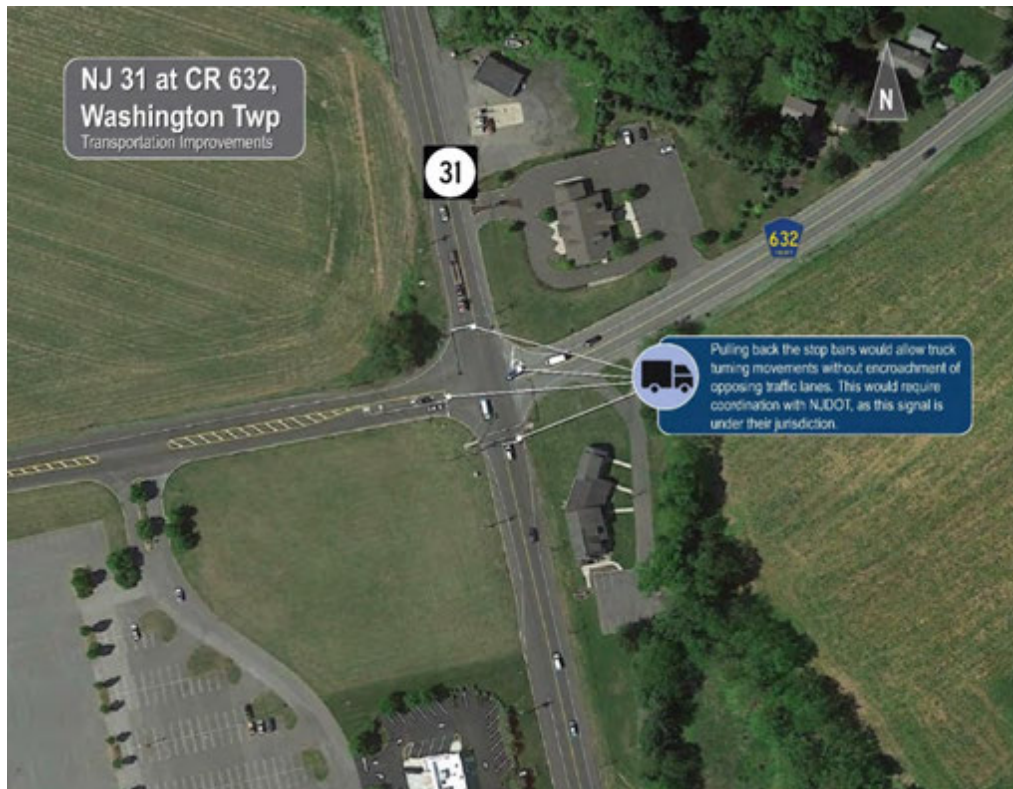 NJ 31 at CR 632,
Washington Twp
Transportation Improvements
N
31
632
Pulling back the stop bars would allow truck
turning movements without encroachment of
opposing traffic lanes. This would require
coordination with NJDOT, as this signal is
under their jurisdiction.